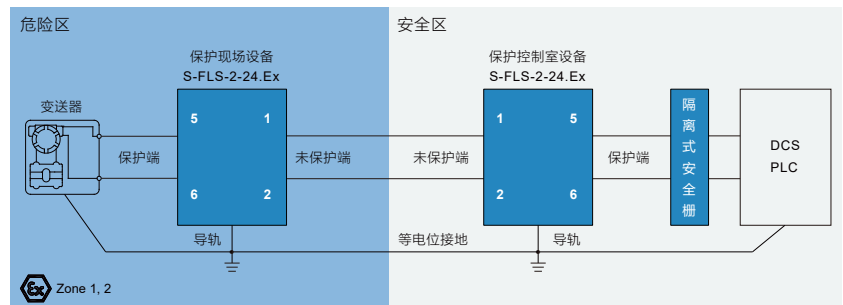 危险区
安全区
保护现场设备
S-FLS-2-24.Ex
保护控制室设备
S-FLS-2-24.Ex
变送器
5 1
6 2
保护端
未保护端
未保护端
1 5
2 6
保护端
隔离式安全栅
DCS
PLC
导轨
等电位接地
导轨
Ex Zone 1, 2